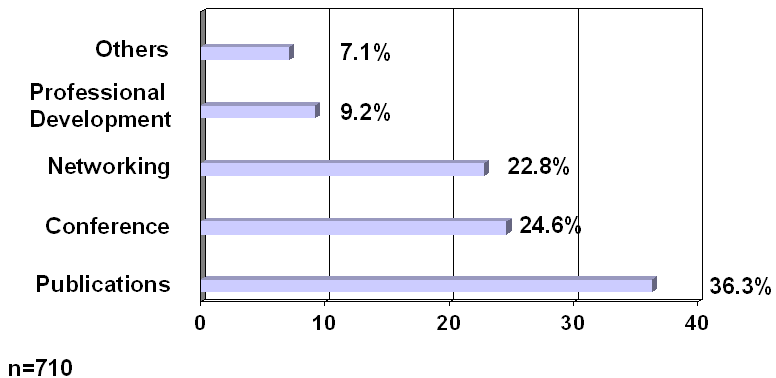 Others 7.1%
Professional
Development 9.2%
Networking 22.8%
Conference 24.6%
Publications 36.3%
0 10 20 30 40
n=710